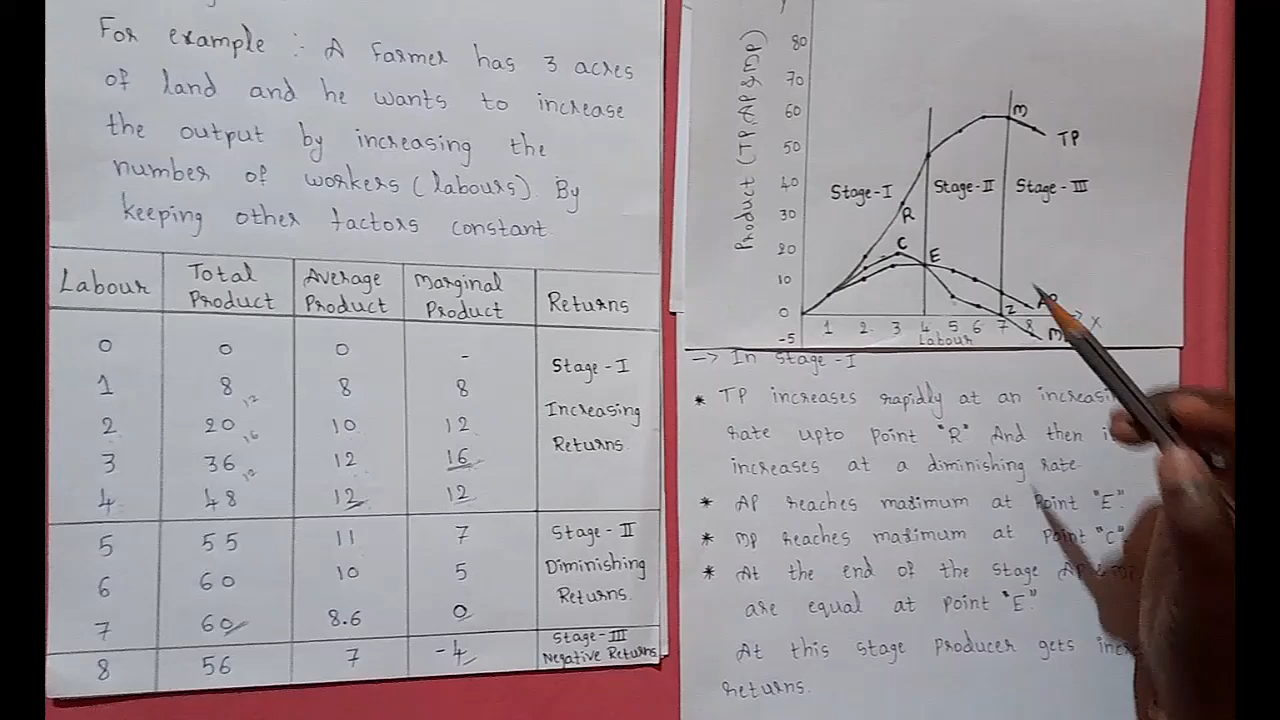 For example :- A farmer has 3 acres
of land and he wants to increase
the output by increasing the
number of workers (labours). By
keeping other factors constant.
Labour Total Product Average Product Marginal Product Returns
0 0 0 - Stage-I
1 8 8 8 Increasing
12
2 20 10 12 Returns.
16
3 36 12 16
12
4 48 12 12
5 55 11 7 Stage-II
6 60 10 5 Diminishing
Returns.
7 60 8.6 0
8 56 7 -4 Stage-III Negative Returns
Product (TP, AP & MP)
80
70
60
50
40
30
20
10
0
-5
M
TP
Stage-I Stage-II Stage-III
R
C
E
Z
X
1 2 3 4 5 6 7 8
Labour
-> In Stage-I
* TP increases rapidly at an
rate upto Point "R" And then
increases at a diminishing rate.
* AP reaches maximum at Point "E".
* MP reaches maximum at Point "C"
* At the end of the stage AP
are equal at Point "E".
At this stage Producer gets
returns.